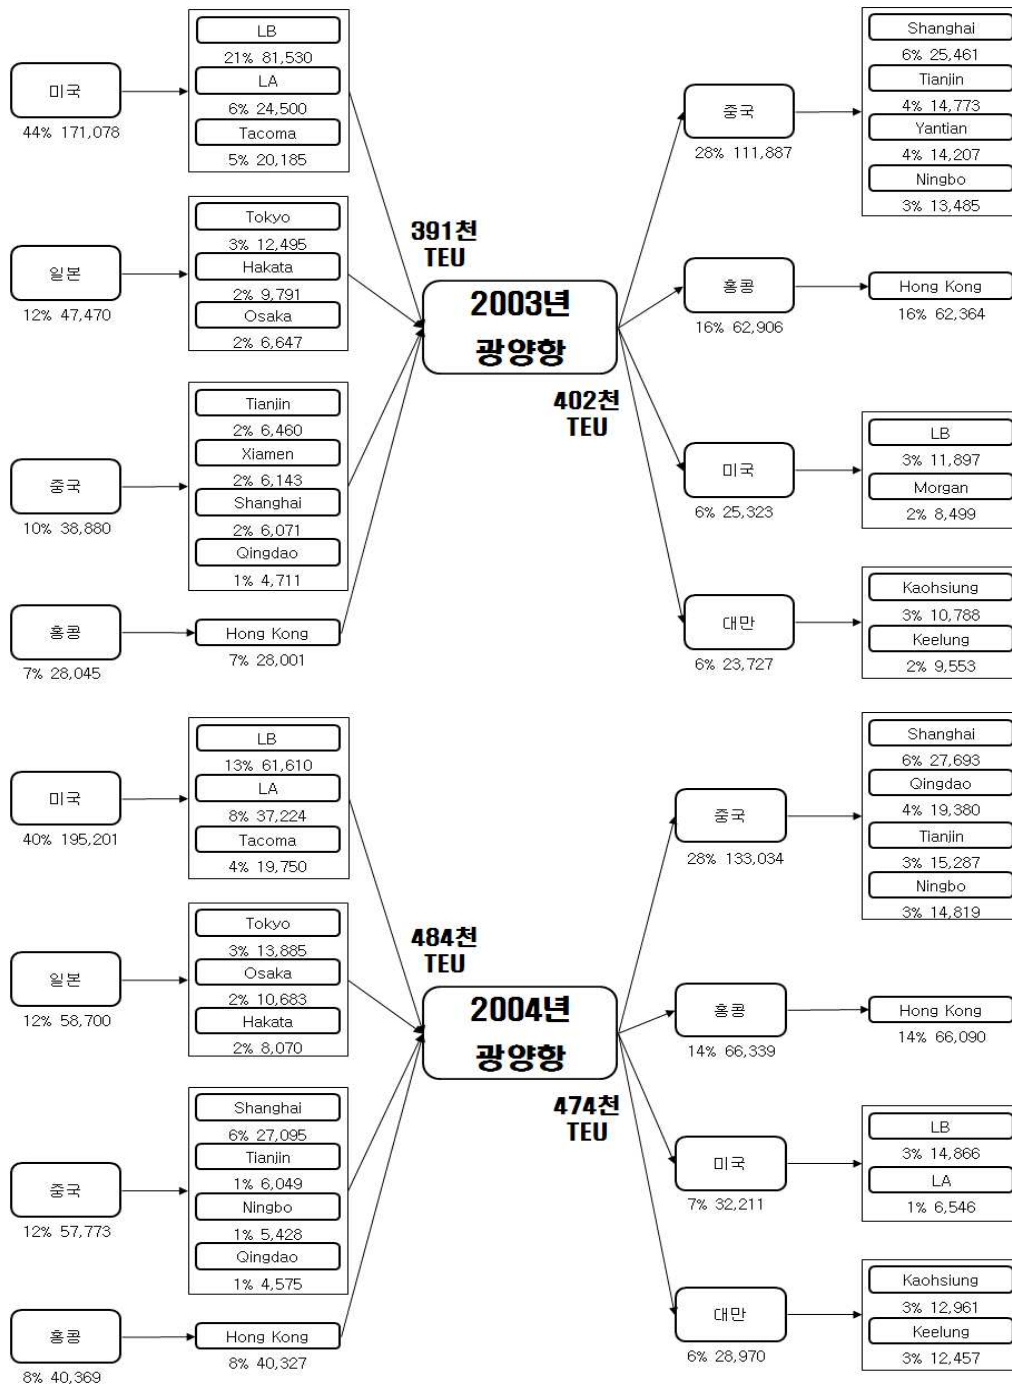 미국
44% 171,078
LB
21% 81,530
LA
6% 24,500
Tacoma
5% 20,185
일본
12% 47,470
Tokyo
3% 12,495
Hakata
2% 9,791
Osaka
2% 6,647
중국
10% 38,880
Tianjin
2% 6,460
Xiamen
2% 6,143
Shanghai
2% 6,071
Qingdao
1% 4,711
홍콩
7% 28,045
Hong Kong
7% 28,001
391천
TEU
2003년
광양항
402천
TEU
중국
28% 111,887
Shanghai
6% 25,461
Tianjin
4% 14,773
Yantian
4% 14,207
Ningbo
3% 13,485
홍콩
16% 62,906
Hong Kong
16% 62,364
미국
6% 25,323
LB
3% 11,897
Morgan
2% 8,499
대만
6% 23,727
Kaohsiung
3% 10,788
Keelung
2% 9,553
미국
40% 195,201
LB
13% 61,610
LA
8% 37,224
Tacoma
4% 19,750
일본
12% 58,700
Tokyo
3% 13,885
Osaka
2% 10,683
Hakata
2% 8,070
중국
12% 57,773
Shanghai
6% 27,095
Tianjin
1% 6,049
Ningbo
1% 5,428
Qingdao
1% 4,575
홍콩
8% 40,369
Hong Kong
8% 40,327
484천
TEU
2004년
광양항
474천
TEU
중국
28% 133,034
Shanghai
6% 27,693
Qingdao
4% 19,380
Tianjin
3% 15,287
Ningbo
3% 14,819
홍콩
14% 66,339
Hong Kong
14% 66,090
미국
7% 32,211
LB
3% 14,866
LA
1% 6,546
대만
6% 28,970
Kaohsiung
3% 12,961
Keelung
3% 12,457